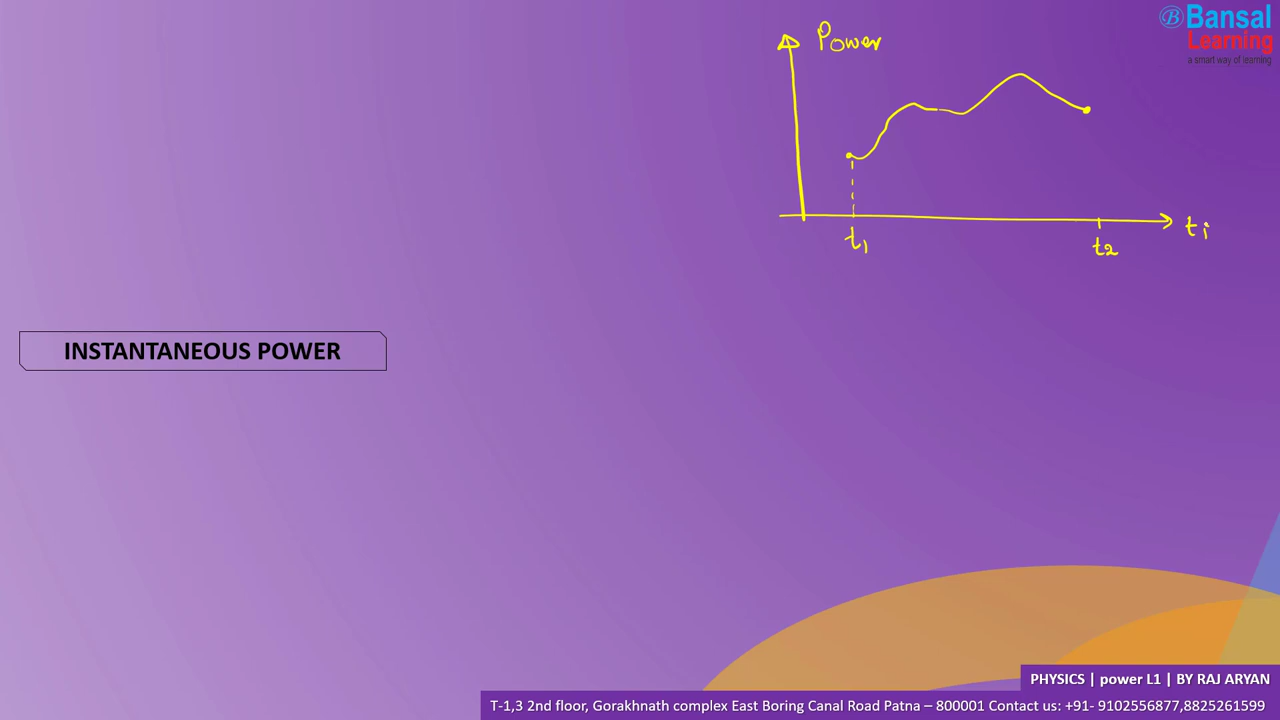 Bansal
Learning
a smart way of learning
Power
t₁
t₂
INSTANTANEOUS POWER
PHYSICS | power L1 | BY RAJ ARYAN
T-1,3 2nd floor, Gorakhnath complex East Boring Canal Road Patna – 800001 Contact us: +91- 9102556877,8825261599